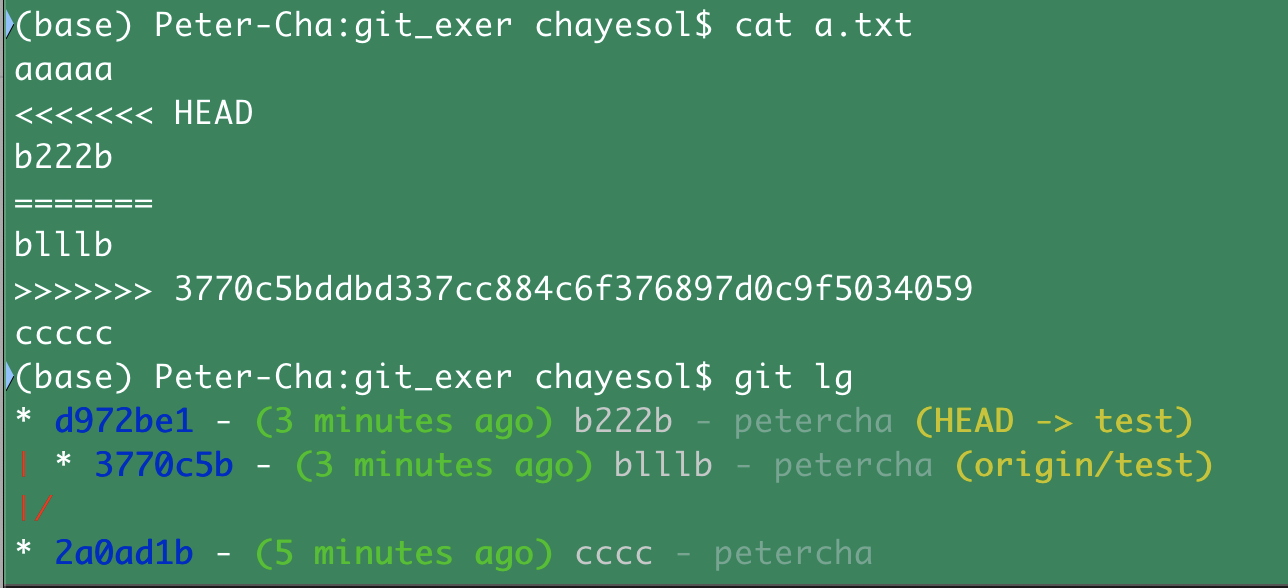 (base) Peter-Cha:git_exer chayesol$ cat a.txt
aaaaa
<<<<<<< HEAD
b222b
=======
blllb
>>>>>>> 3770c5bddbd337cc884c6f376897d0c9f5034059
ccccc
(base) Peter-Cha:git_exer chayesol$ git lg
* d972be1 - (3 minutes ago) b222b - petercha (HEAD -> test)
| * 3770c5b - (3 minutes ago) blllb - petercha (origin/test)
|/
* 2a0ad1b - (5 minutes ago) cccc - petercha